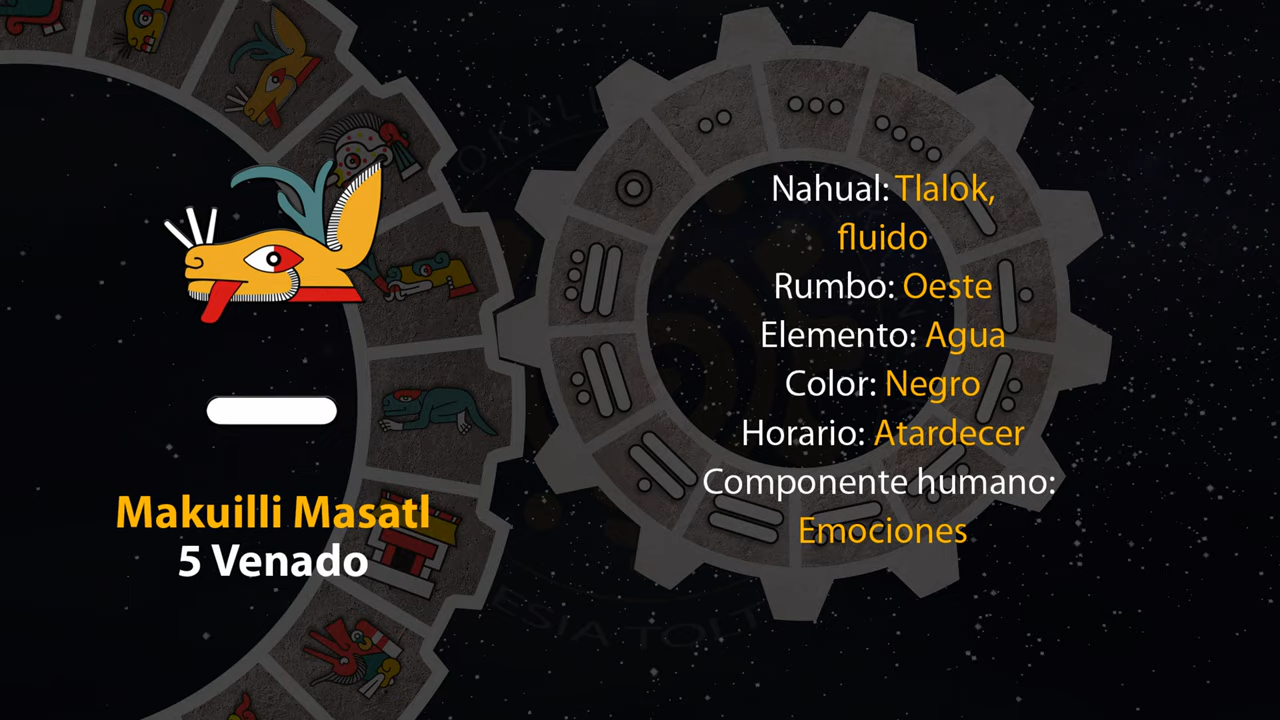 Makuilli Masatl
5 Venado
Nahual: Tlalok,
fluido
Rumbo: Oeste
Elemento: Agua
Color: Negro
Horario: Atardecer
Componente humano:
Emociones